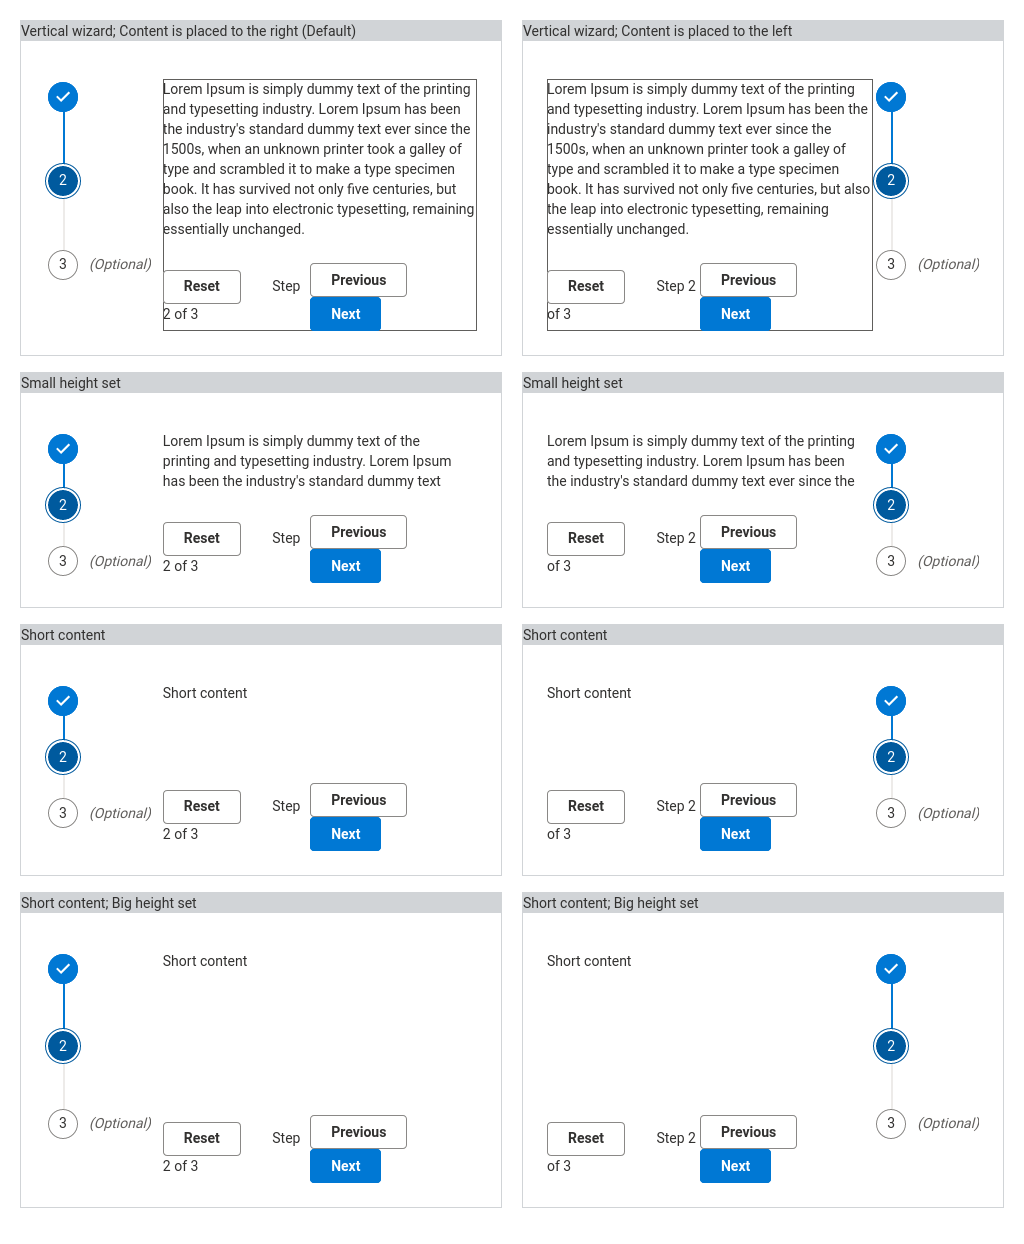 Vertical wizard; Content is placed to the right (Default)
2
3
(Optional)
Lorem Ipsum is simply dummy text of the printing
and typesetting industry. Lorem Ipsum has been
the industry's standard dummy text ever since the
1500s, when an unknown printer took a galley of
type and scrambled it to make a type specimen
book. It has survived not only five centuries, but
also the leap into electronic typesetting, remaining
essentially unchanged.
Reset Step Previous
2 of 3 Next
Vertical wizard; Content is placed to the left
Lorem Ipsum is simply dummy text of the printing
and typesetting industry. Lorem Ipsum has been the
industry's standard dummy text ever since the
1500s, when an unknown printer took a galley of
type and scrambled it to make a type specimen
book. It has survived not only five centuries, but also
the leap into electronic typesetting, remaining
essentially unchanged.
Reset Step 2 Previous
of 3 Next
2
3
(Optional)
Small height set
2
3
(Optional)
Lorem Ipsum is simply dummy text of the
printing and typesetting industry. Lorem Ipsum
has been the industry's standard dummy text
Reset Step Previous
2 of 3 Next
Small height set
Lorem Ipsum is simply dummy text of the printing
and typesetting industry. Lorem Ipsum has been
the industry's standard dummy text ever since the
Reset Step 2 Previous
of 3 Next
2
3
(Optional)
Short content
2
3
(Optional)
Short content
Reset Step Previous
2 of 3 Next
Short content
Short content
Reset Step 2 Previous
of 3 Next
2
3
(Optional)
Short content; Big height set
2
3
(Optional)
Short content
Reset Step Previous
2 of 3 Next
Short content; Big height set
Short content
Reset Step 2 Previous
of 3 Next
2
3
(Optional)